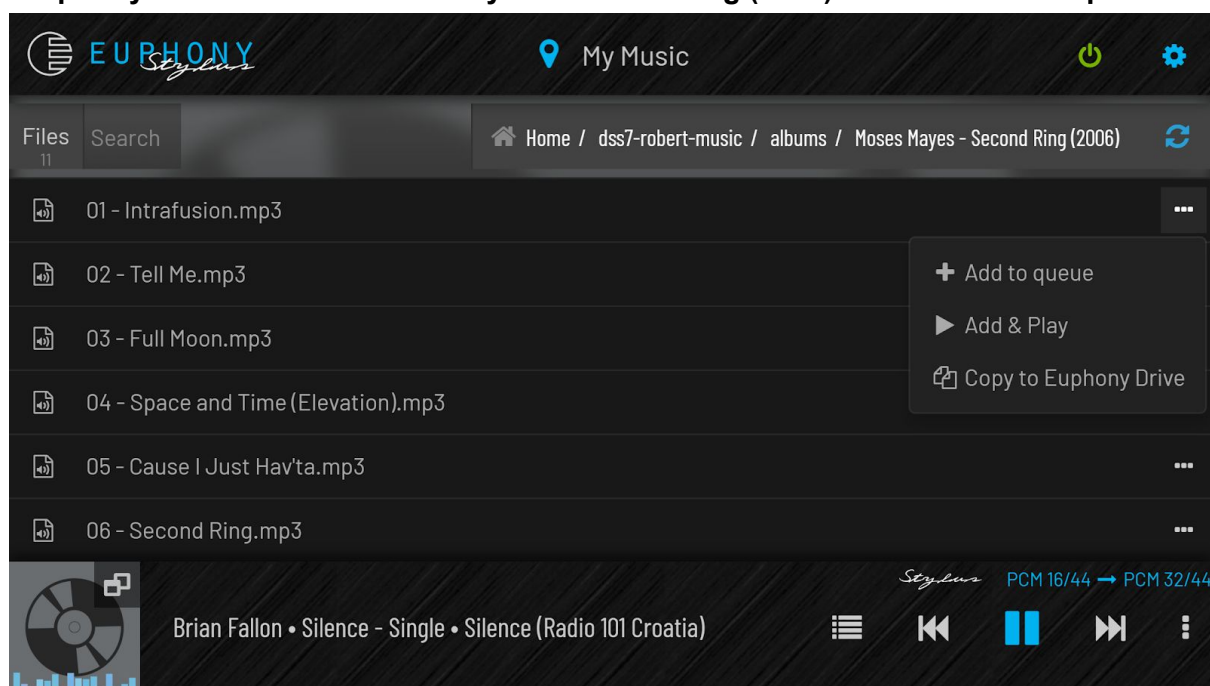 EUPHONY
Stylus
My Music
Files
11
Search
Home / dss7-robert-music / albums / Moses Mayes - Second Ring (2006)
01 - Intrafusion.mp3
02 - Tell Me.mp3
03 - Full Moon.mp3
04 - Space and Time (Elevation).mp3
05 - Cause I Just Hav'ta.mp3
06 - Second Ring.mp3
Add to queue
Add & Play
Copy to Euphony Drive
Stylus PCM 16/44 → PCM 32/44
Brian Fallon • Silence - Single • Silence (Radio 101 Croatia)